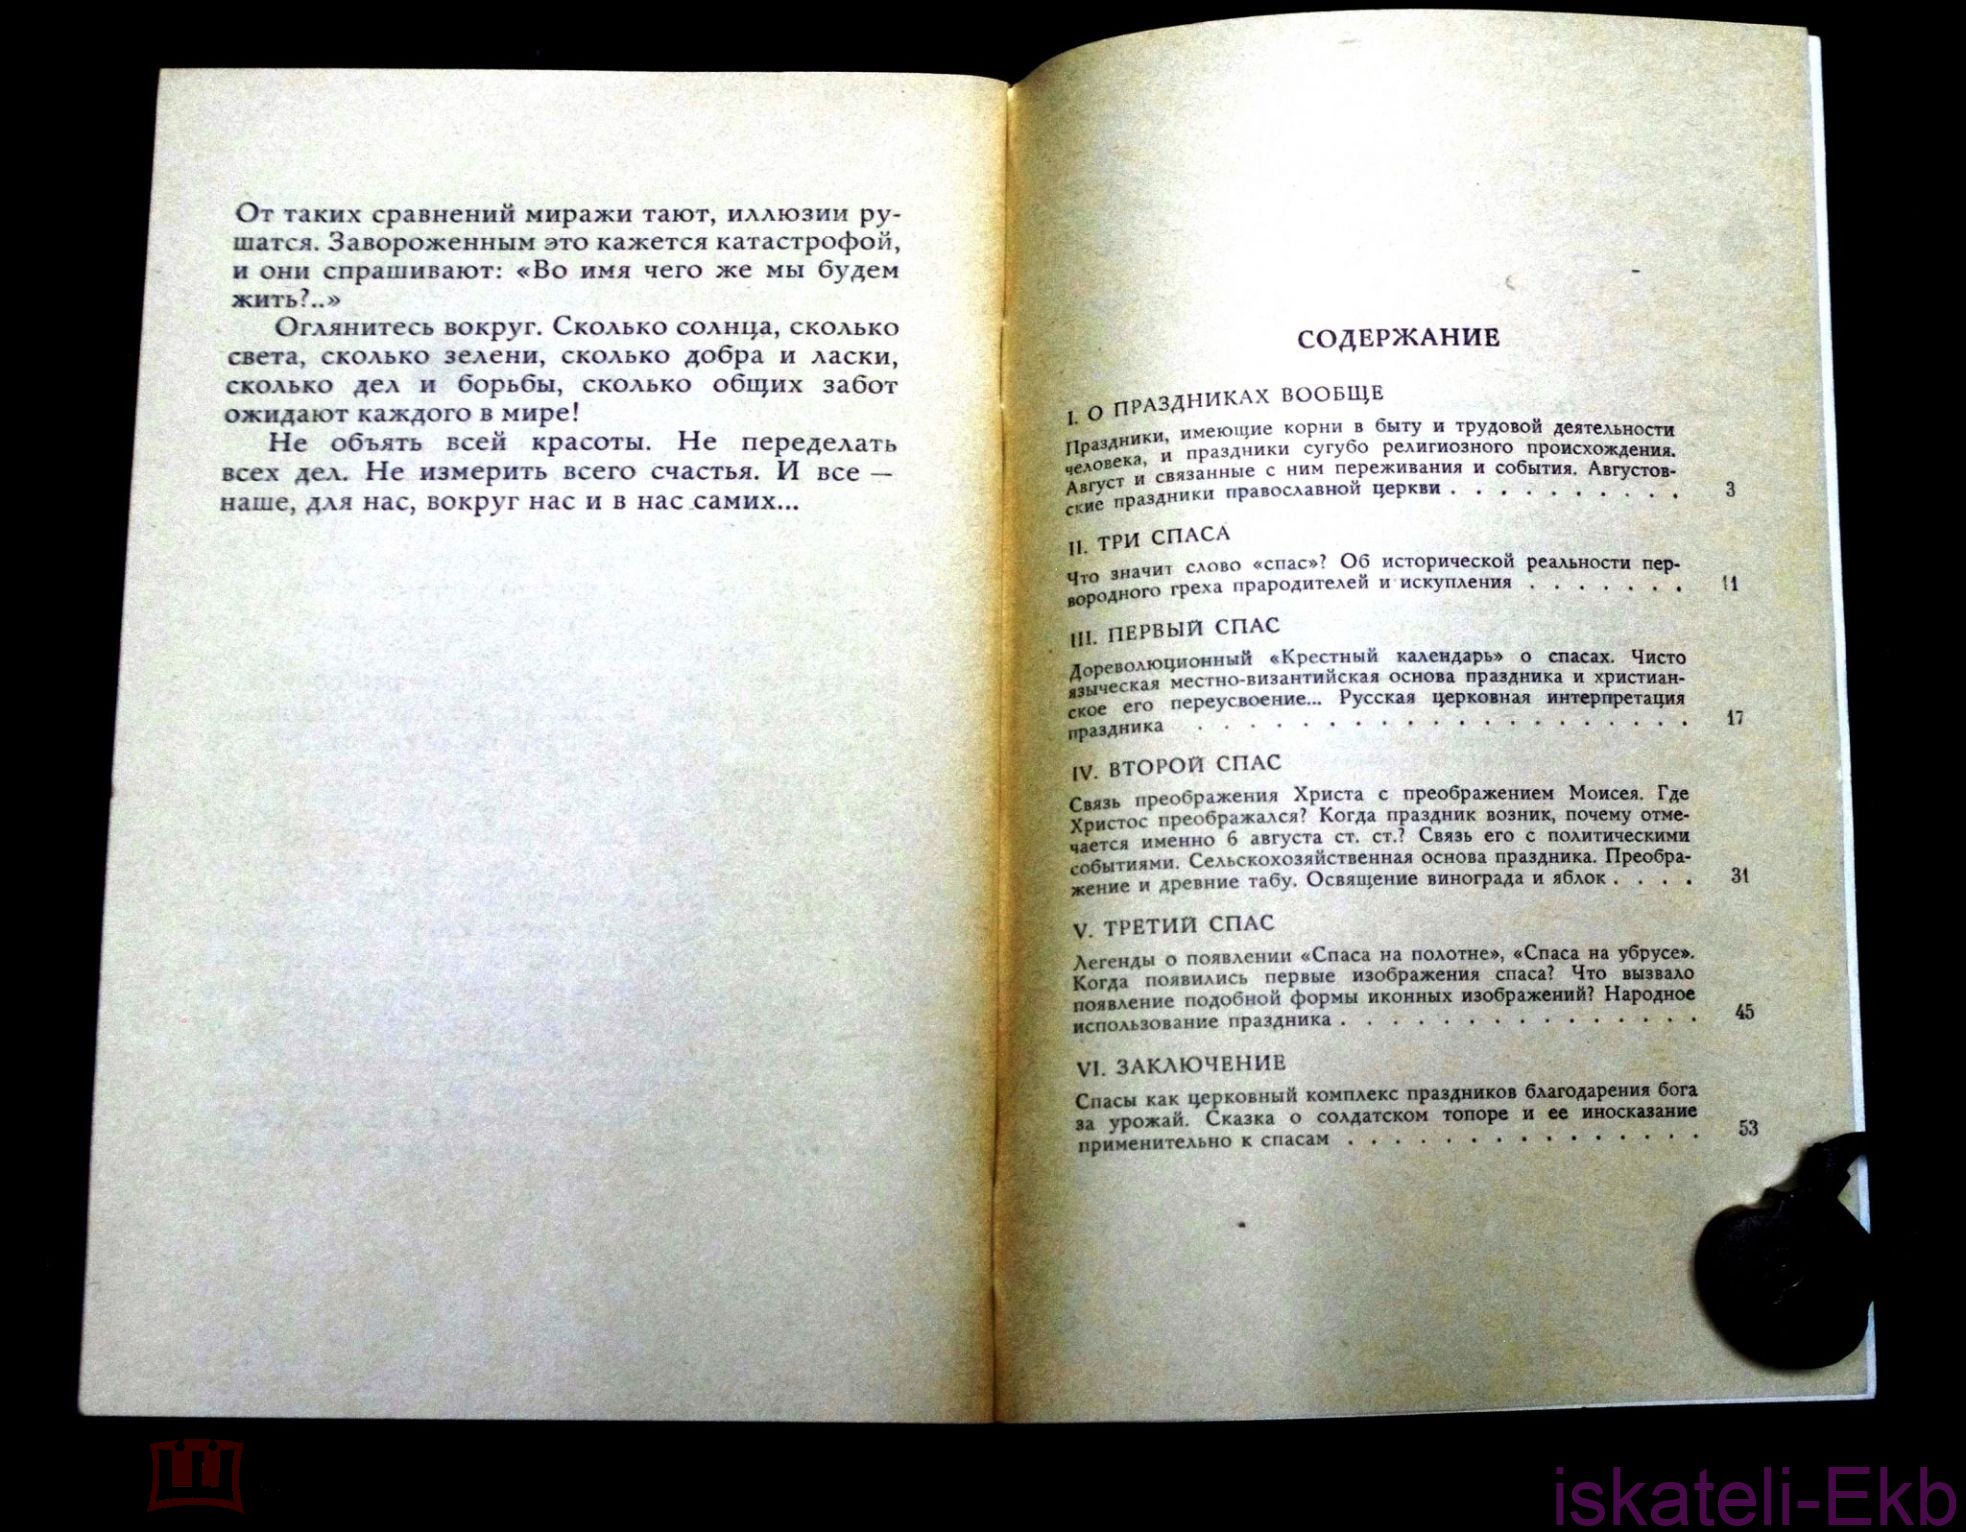 От таких сравнений миражи тают, иллюзии ру-
шатся. Завороженным это кажется катастрофой,
и они спрашивают: «Во имя чего же мы будем
жить?..»
Оглянитесь вокруг. Сколько солнца, сколько
света, сколько зелени, сколько добра и ласки,
сколько дел и борьбы, сколько общих забот
ожидают каждого в мире!
Не объять всей красоты. Не переделать
всех дел. Не измерить всего счастья. И все —
наше, для нас, вокруг нас и в нас самих...
СОДЕРЖАНИЕ
I. О ПРАЗДНИКАХ ВООБЩЕ
Праздники, имеющие корни в быту и трудовой деятельности
человека, и праздники сугубо религиозного происхождения.
Август и связанные с ним переживания и события. Августов-
ские праздники православной церкви . . . . . . . . . . 3
II. ТРИ СПАСА
Что значит слово «спас»? Об исторической реальности пер-
вородного греха прародителей и искупления . . . . . . . 11
III. ПЕРВЫЙ СПАС
Дореволюционный «Крестный календарь» о спасах. Чисто
языческая местно-византийская основа праздника и христиан-
ское его переусвоение... Русская церковная интерпретация
праздника . . . . . . . . . . . . . . . . . . . 17
IV. ВТОРОЙ СПАС
Связь преображения Христа с преображением Моисея. Где
Христос преображался? Когда праздник возник, почему отме-
чается именно 6 августа ст. ст.? Связь его с политическими
событиями. Сельскохозяйственная основа праздника. Преобра-
жение и древние табу. Освящение винограда и яблок . . . . 31
V. ТРЕТИЙ СПАС
Легенды о появлении «Спаса на полотне», «Спаса на убрусе».
Когда появились первые изображения спаса? Что вызвало
появление подобной формы иконных изображений? Народное
использование праздника . . . . . . . . . . . . . . 45
VI. ЗАКЛЮЧЕНИЕ
Спасы как церковный комплекс праздников благодарения бога
за урожай. Сказка о солдатском топоре и ее иносказание
применительно к спасам . . . . . . . . . . . . . . 53
iskateli-Ekb